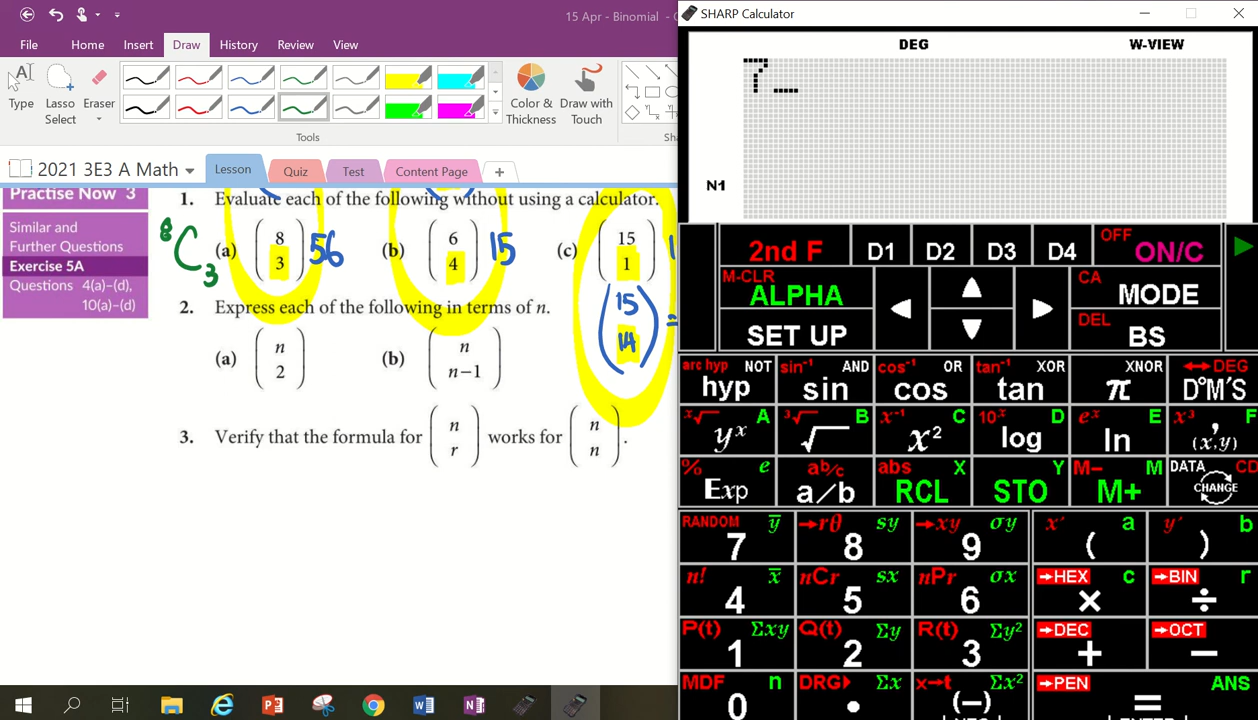 15 Apr - Binomial - 
SHARP Calculator
File Home Insert Draw History Review View
Type
Lasso Select
Eraser
Color & Thickness
Draw with Touch
Tools
2021 3E3 A Math
Lesson Quiz Test Content Page +
Practise Now 3
Similar and
Further Questions
Exercise 5A
Questions 4(a)–(d),
10(a)–(d)
1. Evaluate each of the following without using a calculator.
8 C 3
(a) ( 8 3 ) 56 (b) ( 6 4 ) 15 (c) ( 15 1 )
( 15 14 ) =
2. Express each of the following in terms of n.
(a) ( n 2 ) (b) ( n n−1 )
3. Verify that the formula for ( n r ) works for ( n n ).
DEG W-VIEW
7_
N1
2nd F D1 D2 D3 D4 OFF ON/C
M-CLR ALPHA CA MODE
SET UP DEL BS
arc hyp NOT sin⁻¹ AND cos⁻¹ OR tan⁻¹ XOR XNOR ↔DEG
hyp sin cos tan π D°M'S
ˣ√ A ³√ B x⁻¹ C 10ˣ D eˣ E x³ F
yˣ √ x² log ln , (x,y)
% e ab/c abs X Y M− M DATA CD
Exp a/b RCL STO M+ CHANGE
RANDOM y̅ →rθ sy →xy σy x' a y' b
7 8 9 ( )
n! x̅ nCr sx nPr σx →HEX c →BIN r
4 5 6 × ÷
P(t) Σxy Q(t) Σy R(t) Σy² →DEC →OCT
1 2 3 + −
MDF n DRG▶ Σx x→t Σx² →PEN ANS
0 • (−) =